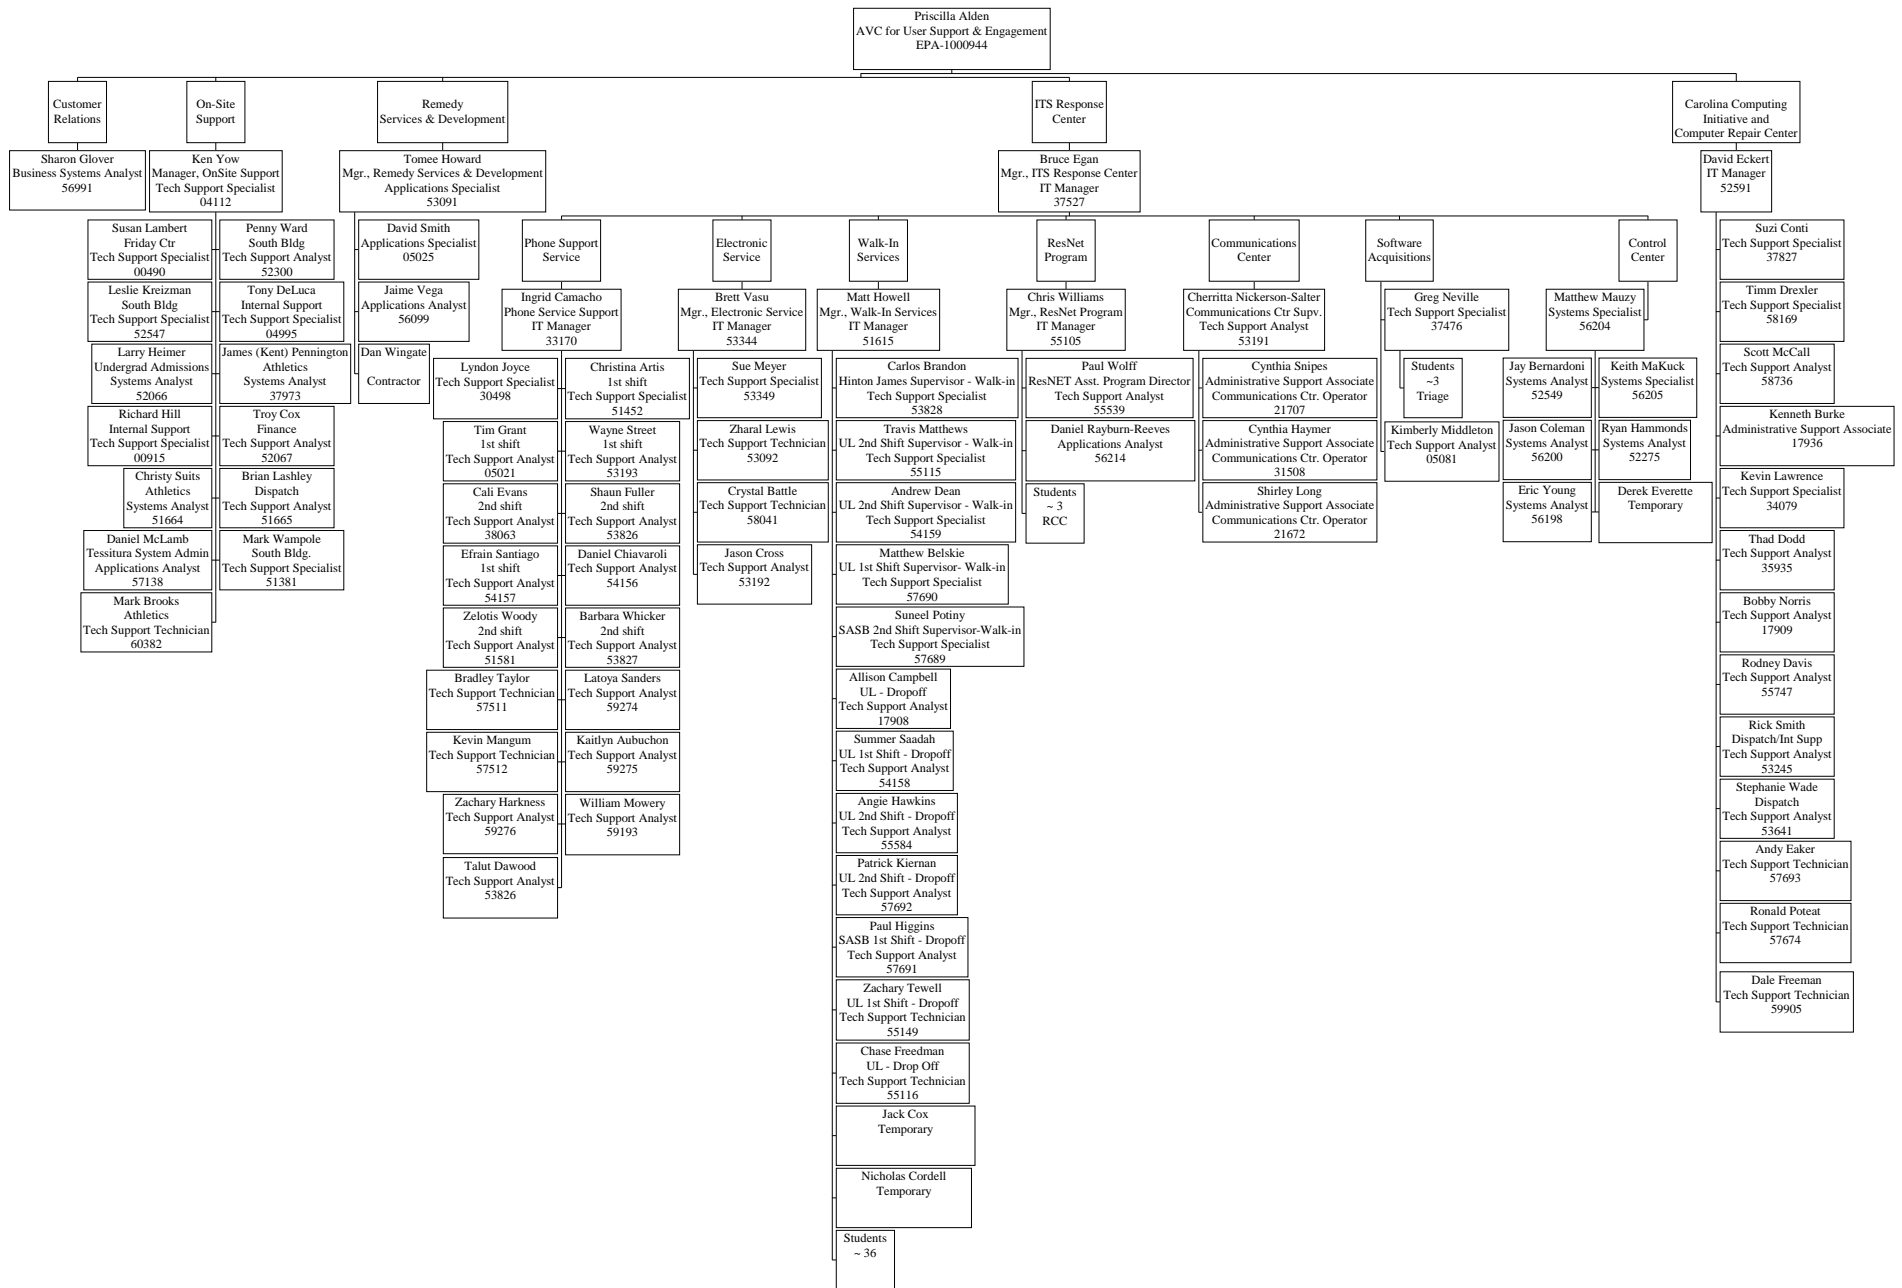 Priscilla Alden
AVC for User Support & Engagement
EPA-1000944
Customer
Relations
On-Site
Support
Remedy
Services & Development
ITS Response
Center
Carolina Computing
Initiative and
Computer Repair Center
Sharon Glover
Business Systems Analyst
56991
Ken Yow
Manager, OnSite Support
Tech Support Specialist
04112
Tomee Howard
Mgr., Remedy Services & Development
Applications Specialist
53091
Bruce Egan
Mgr., ITS Response Center
IT Manager
37527
David Eckert
IT Manager
52591
Susan Lambert
Friday Ctr
Tech Support Specialist
00490
Penny Ward
South Bldg
Tech Support Analyst
52300
Leslie Kreizman
South Bldg
Tech Support Specialist
52547
Tony DeLuca
Internal Support
Tech Support Specialist
04995
Larry Heimer
Undergrad Admissions
Systems Analyst
52066
James (Kent) Pennington
Athletics
Systems Analyst
37973
Richard Hill
Internal Support
Tech Support Specialist
00915
Troy Cox
Finance
Tech Support Analyst
52067
Christy Suits
Athletics
Systems Analyst
51664
Brian Lashley
Dispatch
Tech Support Analyst
51665
Daniel McLamb
Tessitura System Admin
Applications Analyst
57138
Mark Wampole
South Bldg.
Tech Support Specialist
51381
Mark Brooks
Athletics
Tech Support Technician
60382
David Smith
Applications Specialist
05025
Jaime Vega
Applications Analyst
56099
Dan Wingate
Contractor
Phone Support
Service
Ingrid Camacho
Phone Service Support
IT Manager
33170
Lyndon Joyce
Tech Support Specialist
30498
Christina Artis
1st shift
Tech Support Specialist
51452
Tim Grant
1st shift
Tech Support Analyst
05021
Wayne Street
1st shift
Tech Support Analyst
53193
Cali Evans
2nd shift
Tech Support Analyst
38063
Shaun Fuller
2nd shift
Tech Support Analyst
53826
Efrain Santiago
1st shift
Tech Support Analyst
54157
Daniel Chiavaroli
Tech Support Analyst
54156
Zelotis Woody
2nd shift
Tech Support Analyst
51581
Barbara Whicker
2nd shift
Tech Support Analyst
53827
Bradley Taylor
Tech Support Technician
57511
Latoya Sanders
Tech Support Analyst
59274
Kevin Mangum
Tech Support Technician
57512
Kaitlyn Aubuchon
Tech Support Analyst
59275
Zachary Harkness
Tech Support Analyst
59276
William Mowery
Tech Support Analyst
59193
Talut Dawood
Tech Support Analyst
53826
Electronic
Service
Brett Vasu
Mgr., Electronic Service
IT Manager
53344
Sue Meyer
Tech Support Specialist
53349
Zharal Lewis
Tech Support Technician
53092
Crystal Battle
Tech Support Technician
58041
Jason Cross
Tech Support Analyst
53192
Walk-In
Services
Matt Howell
Mgr., Walk-In Services
IT Manager
51615
Carlos Brandon
Hinton James Supervisor - Walk-in
Tech Support Specialist
53828
Travis Matthews
UL 2nd Shift Supervisor - Walk-in
Tech Support Specialist
55115
Andrew Dean
UL 2nd Shift Supervisor - Walk-in
Tech Support Specialist
54159
Matthew Belskie
UL 1st Shift Supervisor- Walk-in
Tech Support Specialist
57690
Suneel Potiny
SASB 2nd Shift Supervisor-Walk-in
Tech Support Specialist
57689
Allison Campbell
UL - Dropoff
Tech Support Analyst
17908
Summer Saadah
UL 1st Shift - Dropoff
Tech Support Analyst
54158
Angie Hawkins
UL 2nd Shift - Dropoff
Tech Support Analyst
55584
Patrick Kiernan
UL 2nd Shift - Dropoff
Tech Support Analyst
57692
Paul Higgins
SASB 1st Shift - Dropoff
Tech Support Analyst
57691
Zachary Tewell
UL 1st Shift - Dropoff
Tech Support Technician
55149
Chase Freedman
UL - Drop Off
Tech Support Technician
55116
Jack Cox
Temporary
Nicholas Cordell
Temporary
Students
~ 36
ResNet
Program
Chris Williams
Mgr., ResNet Program
IT Manager
55105
Paul Wolff
ResNET Asst. Program Director
Tech Support Analyst
55539
Daniel Rayburn-Reeves
Applications Analyst
56214
Students
~ 3
RCC
Communications
Center
Cherritta Nickerson-Salter
Communications Ctr Supv.
Tech Support Analyst
53191
Cynthia Snipes
Administrative Support Associate
Communications Ctr. Operator
21707
Cynthia Haymer
Administrative Support Associate
Communications Ctr. Operator
31508
Shirley Long
Administrative Support Associate
Communications Ctr. Operator
21672
Software
Acquisitions
Greg Neville
Tech Support Specialist
37476
Students
~3
Triage
Kimberly Middleton
Tech Support Analyst
05081
Control
Center
Matthew Mauzy
Systems Specialist
56204
Jay Bernardoni
Systems Analyst
52549
Keith MaKuck
Systems Specialist
56205
Jason Coleman
Systems Analyst
56200
Ryan Hammonds
Systems Analyst
52275
Eric Young
Systems Analyst
56198
Derek Everette
Temporary
Suzi Conti
Tech Support Specialist
37827
Timm Drexler
Tech Support Specialist
58169
Scott McCall
Tech Support Analyst
58736
Kenneth Burke
Administrative Support Associate
17936
Kevin Lawrence
Tech Support Specialist
34079
Thad Dodd
Tech Support Analyst
35935
Bobby Norris
Tech Support Analyst
17909
Rodney Davis
Tech Support Analyst
55747
Rick Smith
Dispatch/Int Supp
Tech Support Analyst
53245
Stephanie Wade
Dispatch
Tech Support Analyst
53641
Andy Eaker
Tech Support Technician
57693
Ronald Poteat
Tech Support Technician
57674
Dale Freeman
Tech Support Technician
59905